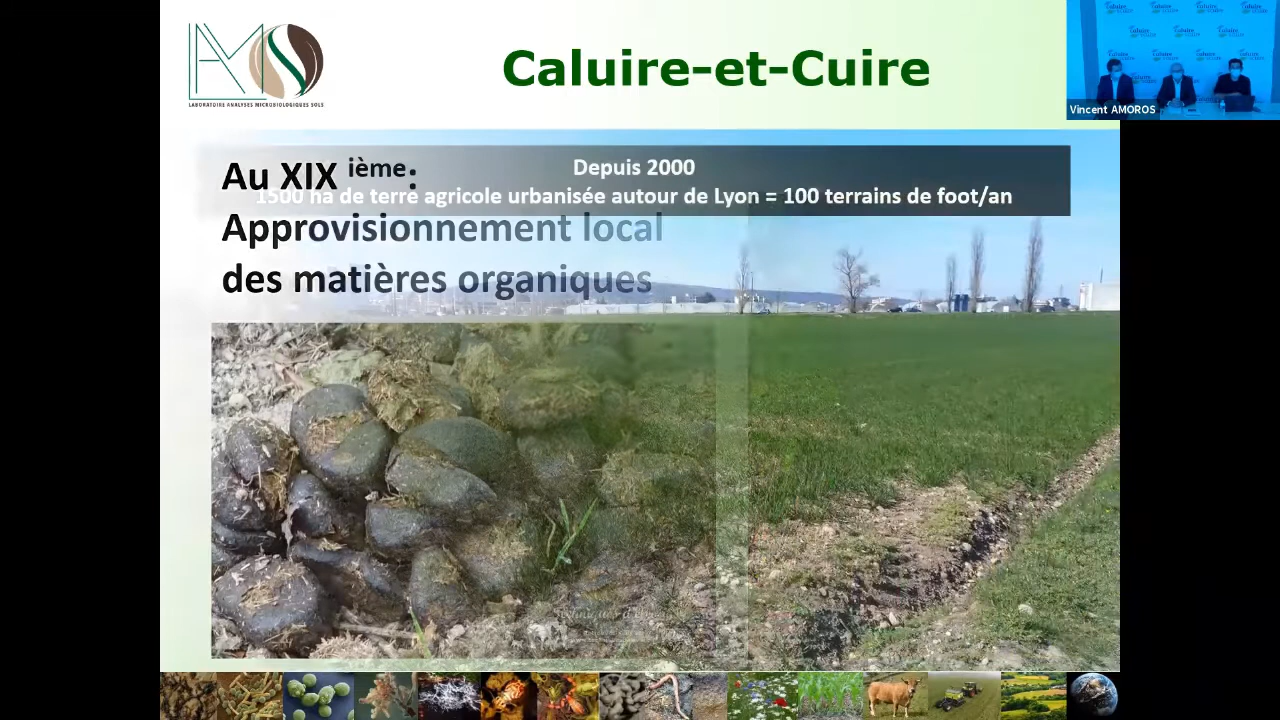 LAMS
LABORATOIRE ANALYSES MICROBIOLOGIQUES SOLS
Caluire-et-Cuire
Vincent AMOROS
Au XIX ième:
Approvisionnement local
des matières organiques
Depuis 2000
1500 ha de terre agricole urbanisée autour de Lyon = 100 terrains de foot/an